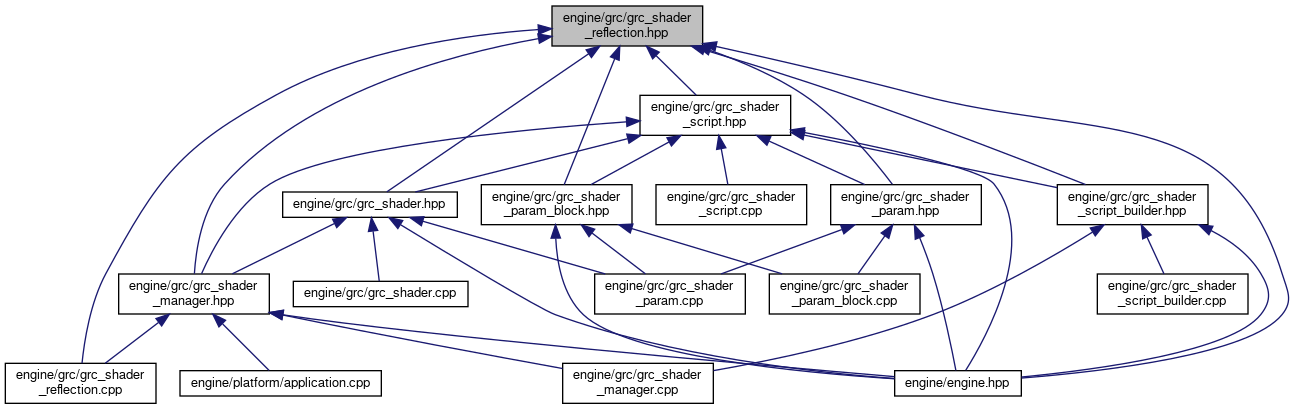 engine/grc/grc_shader
_reflection.hpp
engine/grc/grc_shader
_script.hpp
engine/grc/grc_shader.hpp
engine/grc/grc_shader
_param_block.hpp
engine/grc/grc_shader
_script.cpp
engine/grc/grc_shader
_param.hpp
engine/grc/grc_shader
_script_builder.hpp
engine/grc/grc_shader
_manager.hpp
engine/grc/grc_shader.cpp
engine/grc/grc_shader
_param.cpp
engine/grc/grc_shader
_param_block.cpp
engine/grc/grc_shader
_script_builder.cpp
engine/grc/grc_shader
_reflection.cpp
engine/platform/application.cpp
engine/grc/grc_shader
_manager.cpp
engine/engine.hpp